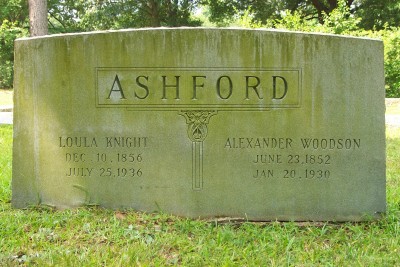 ASHFORD
LOULA KNIGHT
DEC. 10, 1856
JULY 25, 1936
ALEXANDER WOODSON
JUNE 23, 1852
JAN 20, 1930